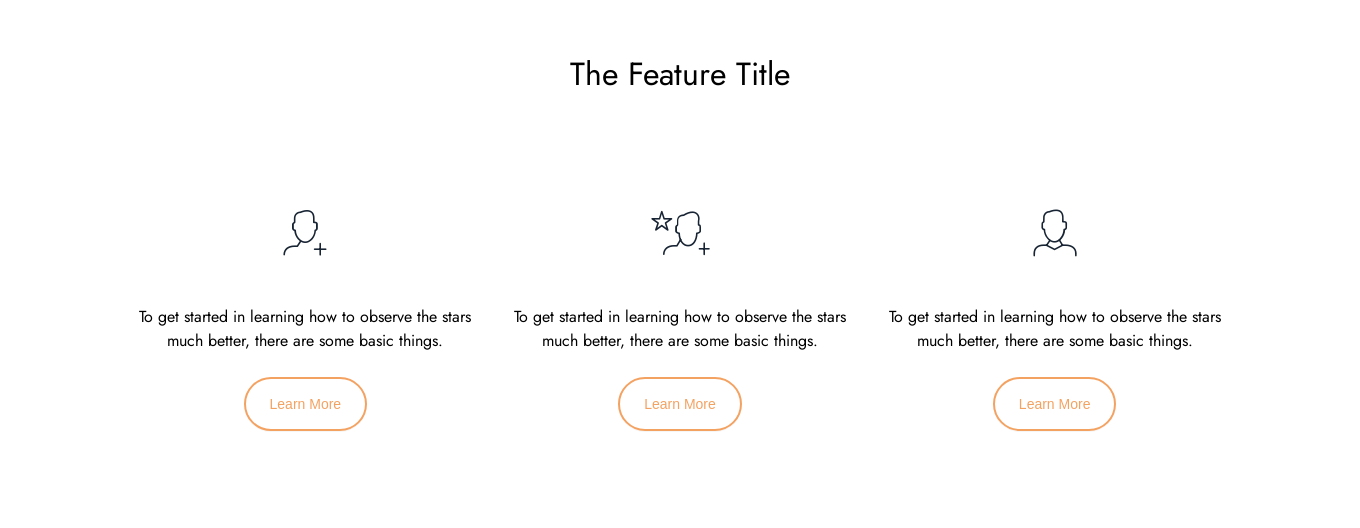 The Feature Title
To get started in learning how to observe the stars
much better, there are some basic things.
Learn More
To get started in learning how to observe the stars
much better, there are some basic things.
Learn More
To get started in learning how to observe the stars
much better, there are some basic things.
Learn More